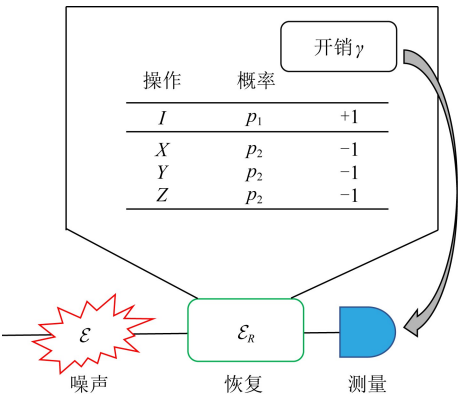 开销γ
操作 概率
I p₁ +1
X p₂ −1
Y p₂ −1
Z p₂ −1
ℰ ℰ_R
噪声 恢复 测量